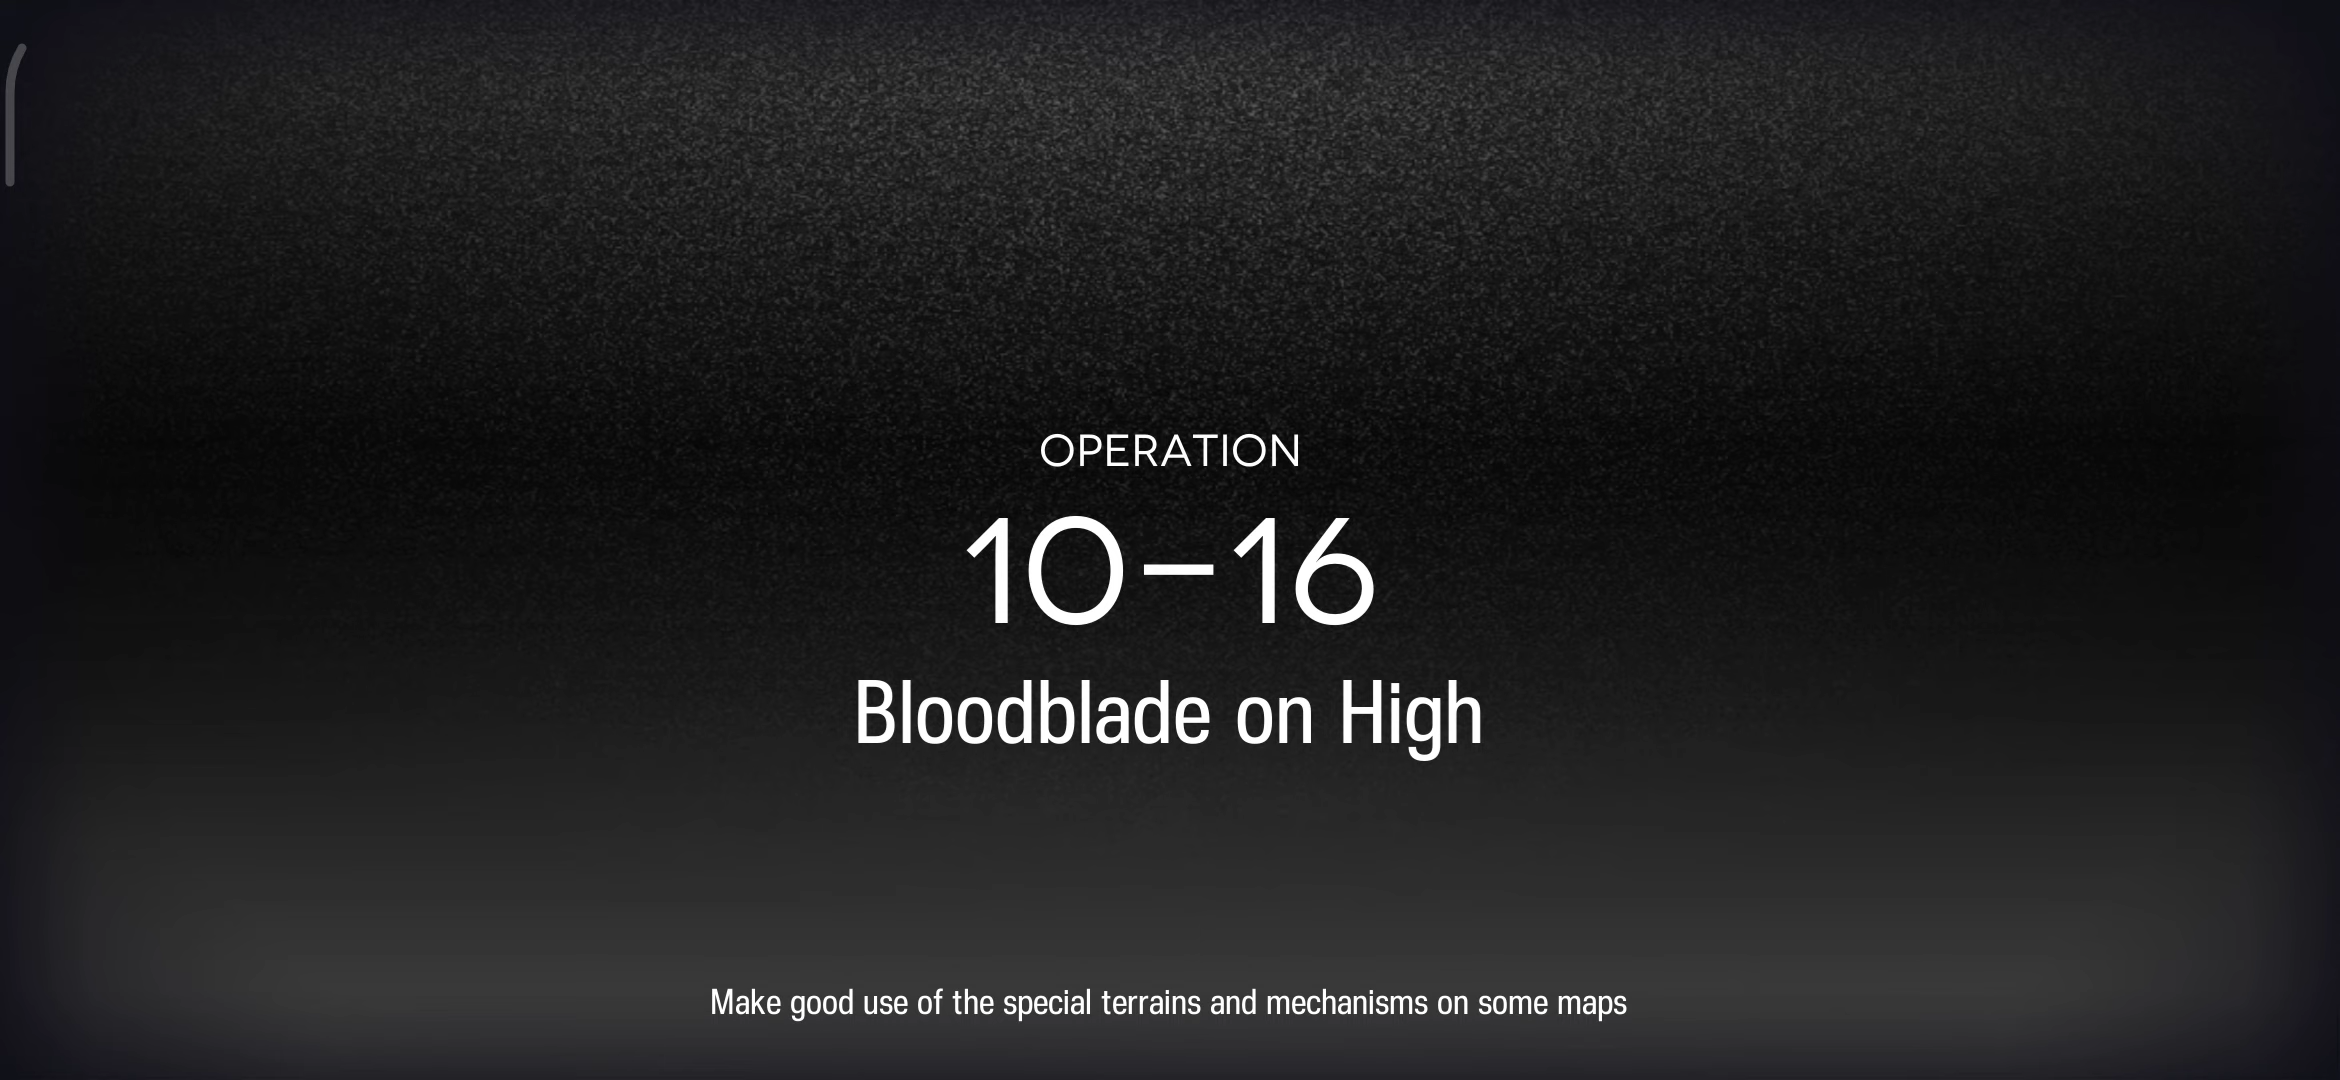 OPERATION
10-16
Bloodblade on High
Make good use of the special terrains and mechanisms on some maps